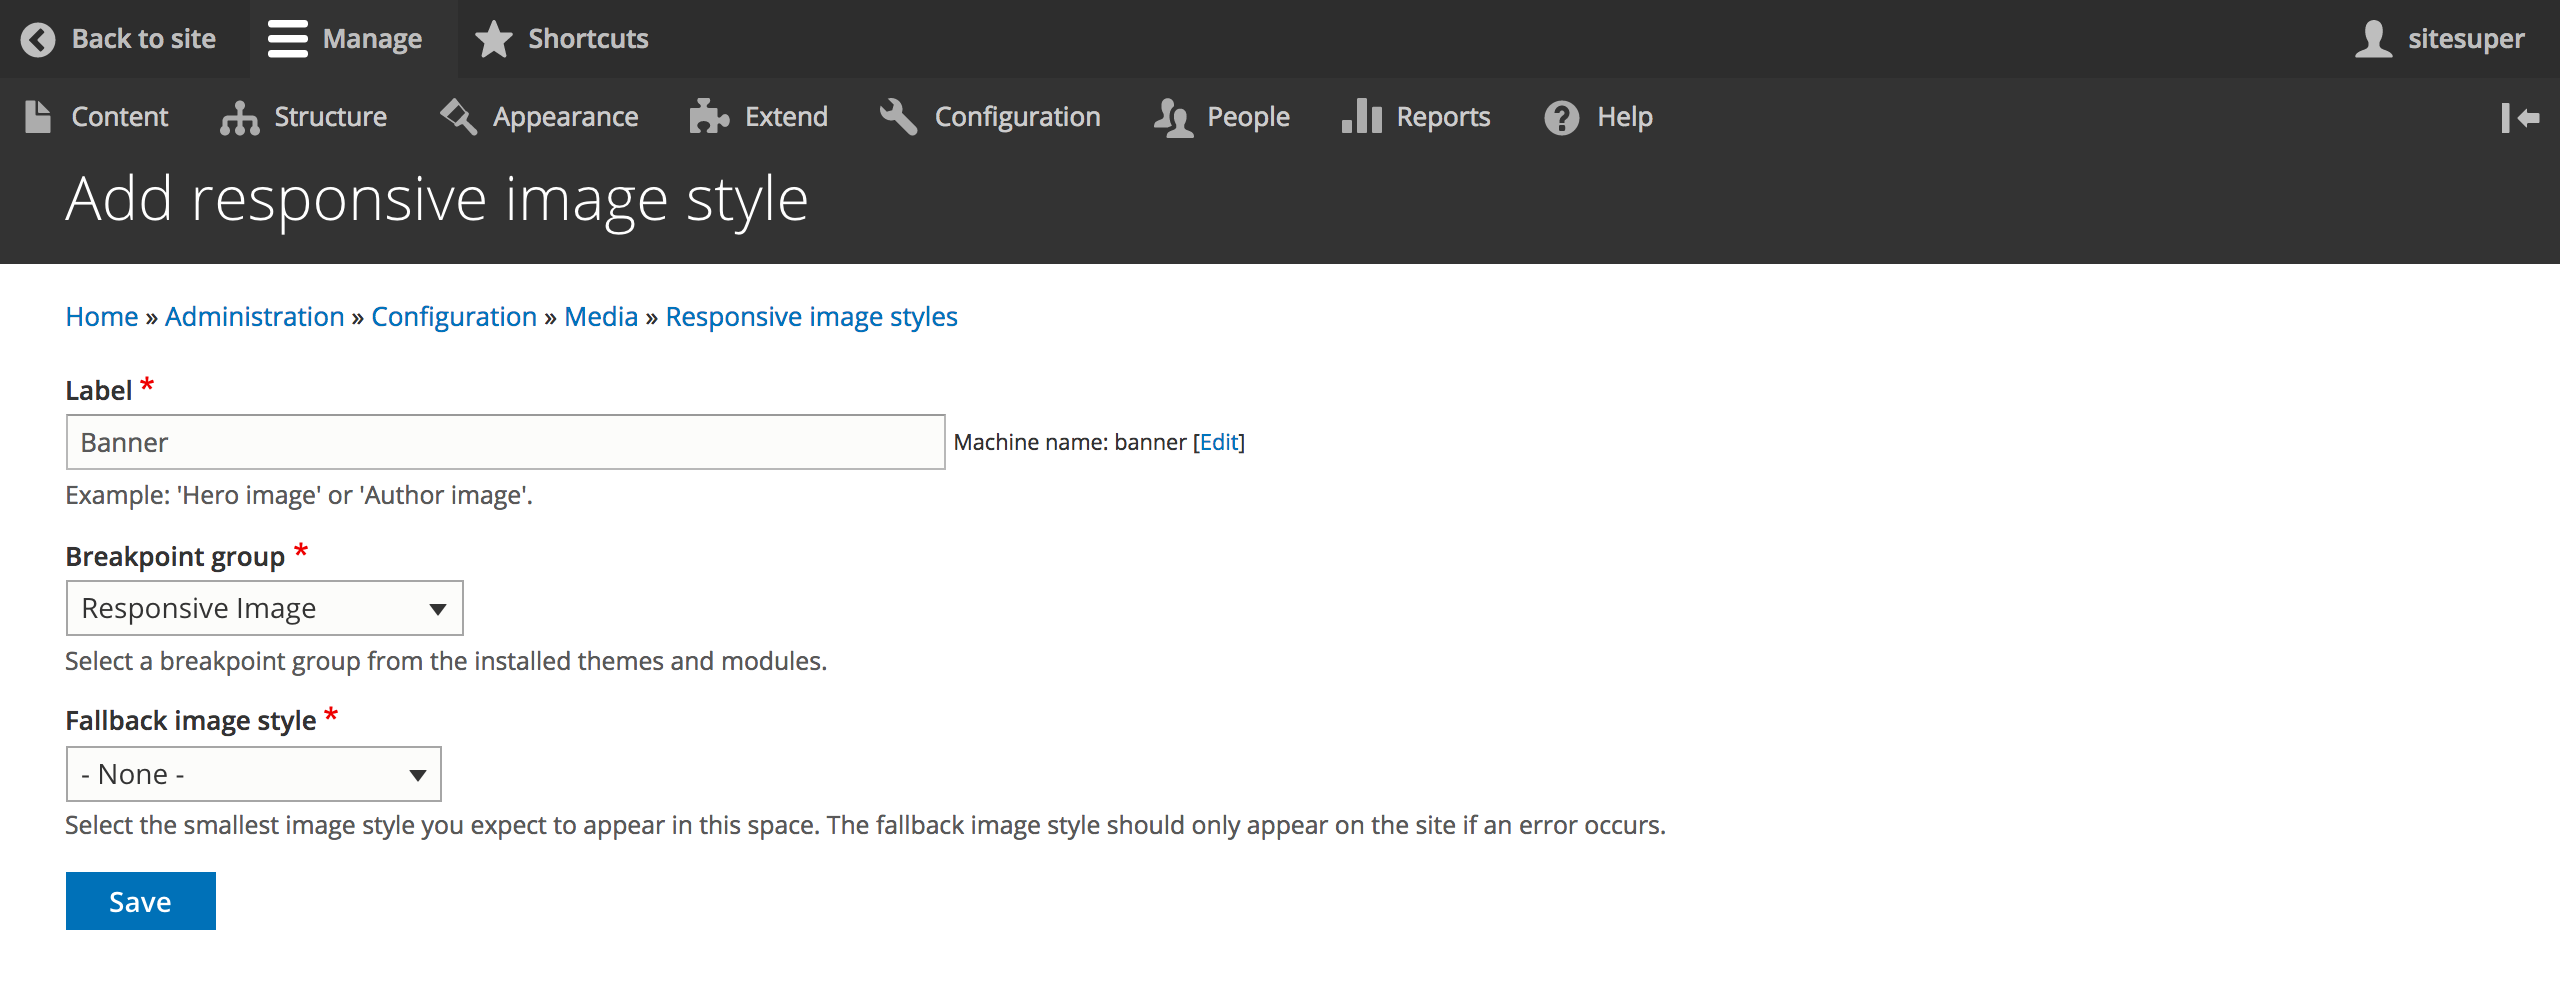 Back to site Manage Shortcuts sitesuper
Content Structure Appearance Extend Configuration People Reports Help
Add responsive image style
Home » Administration » Configuration » Media » Responsive image styles
Label *
Banner Machine name: banner [Edit]
Example: 'Hero image' or 'Author image'.
Breakpoint group *
Responsive Image
Select a breakpoint group from the installed themes and modules.
Fallback image style *
- None -
Select the smallest image style you expect to appear in this space. The fallback image style should only appear on the site if an error occurs.
Save